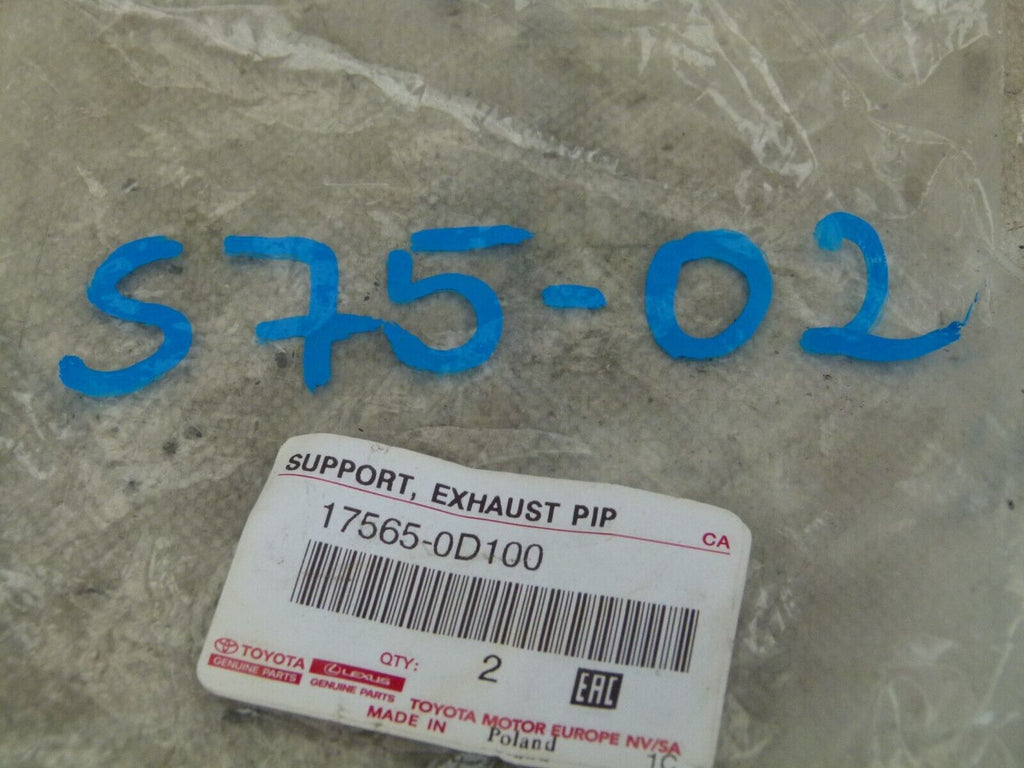 S75-02
SUPPORT, EXHAUST PIP
CA
17565-0D100
TOYOTA
GENUINE PARTS
LEXUS
GENUINE PARTS
QTY: 2
EAC
TOYOTA MOTOR EUROPE NV/SA
MADE IN Poland
1C